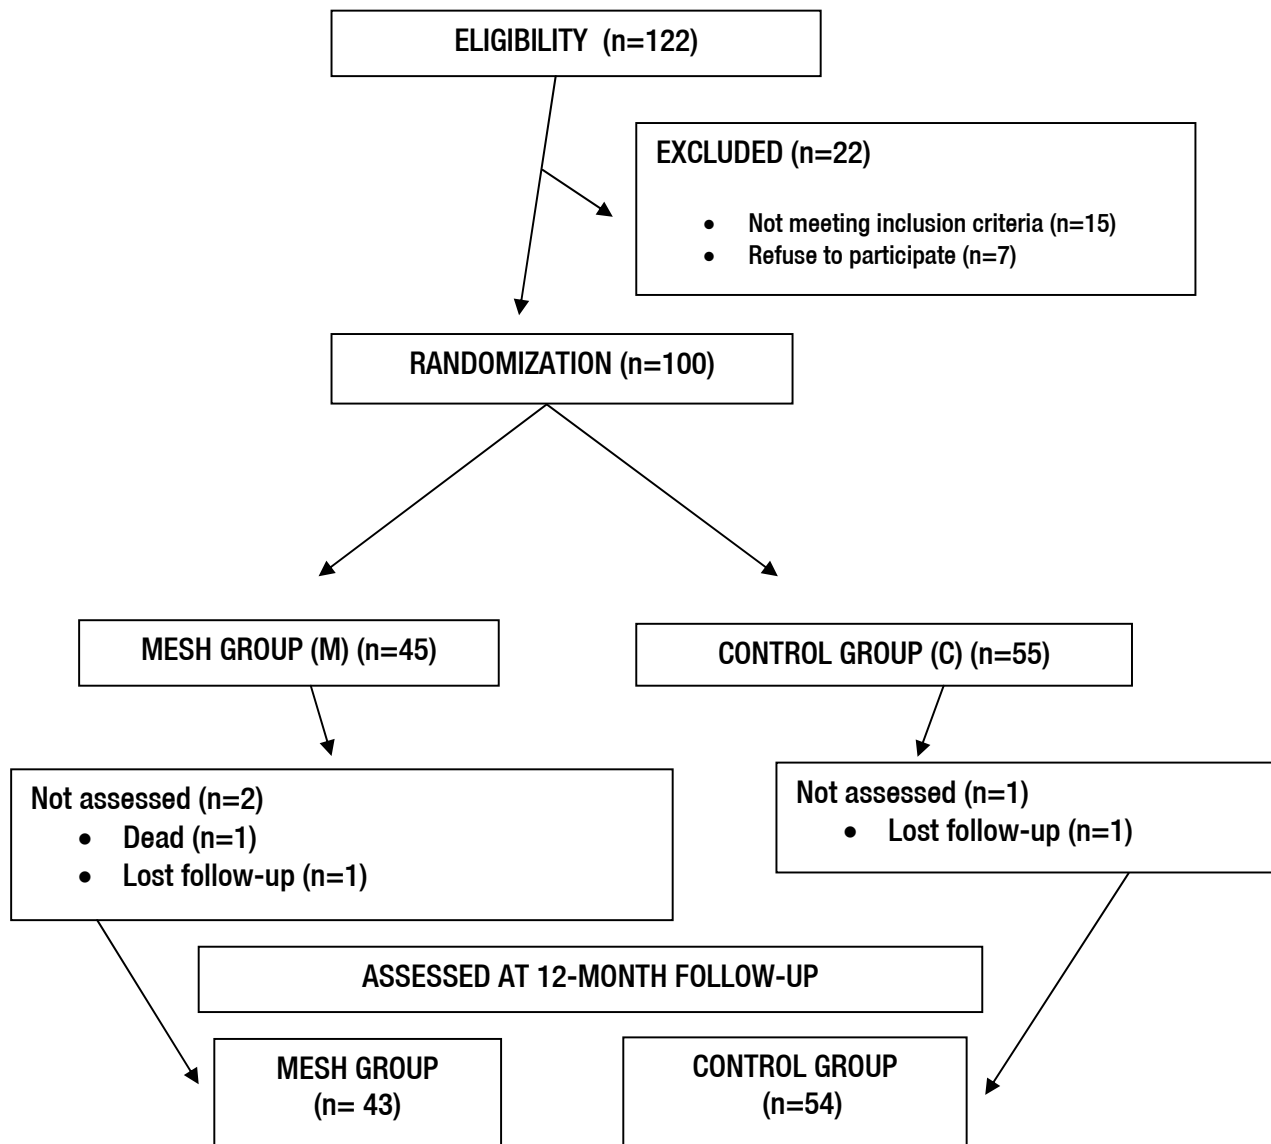 ELIGIBILITY (n=122)
EXCLUDED (n=22)
• Not meeting inclusion criteria (n=15)
• Refuse to participate (n=7)
RANDOMIZATION (n=100)
MESH GROUP (M) (n=45)
CONTROL GROUP (C) (n=55)
Not assessed (n=2)
• Dead (n=1)
• Lost follow-up (n=1)
Not assessed (n=1)
• Lost follow-up (n=1)
ASSESSED AT 12-MONTH FOLLOW-UP
MESH GROUP
(n= 43)
CONTROL GROUP
(n=54)